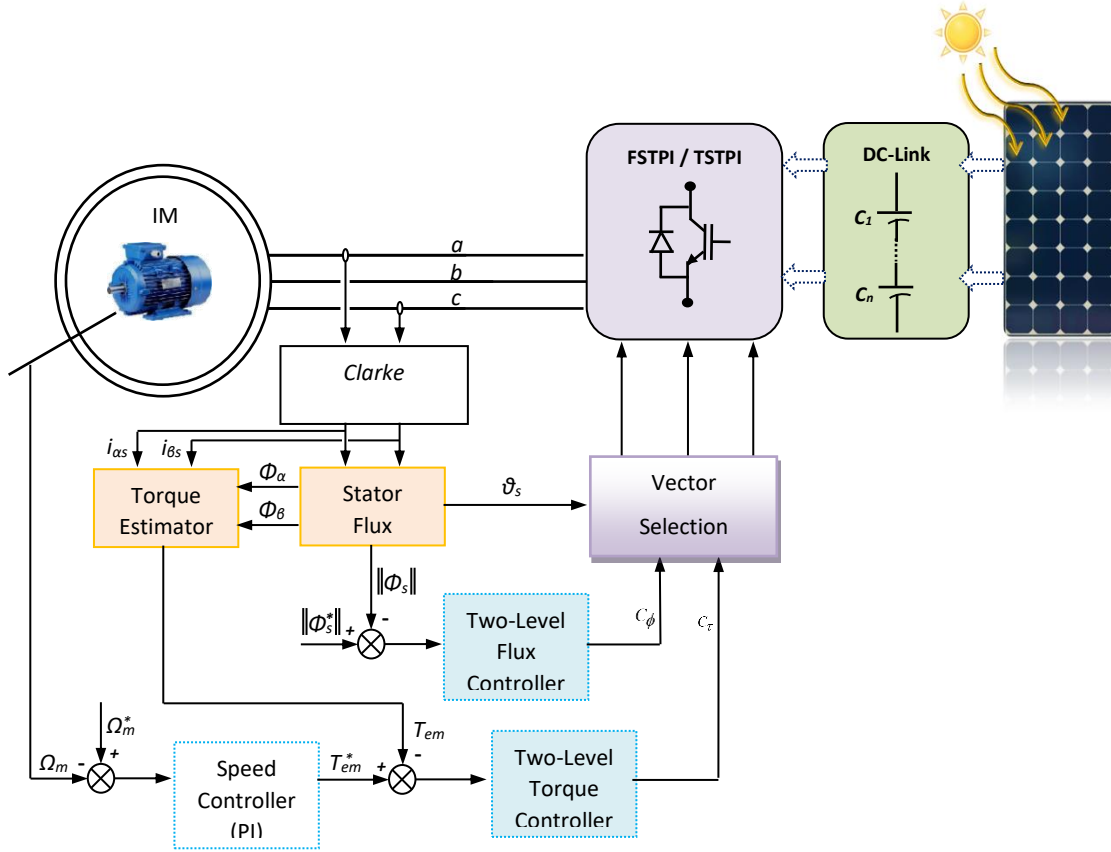 FSTPI / TSTPI
DC-Link
C1
Cn
IM
a
b
c
Clarke
iαs
iβs
Φα
Φβ
Torque
Estimator
Stator
Flux
ϑs
Vector
Selection
‖Φs‖
‖Φs*‖
+
-
Two-Level
Flux
Controller
Cϕ
Cτ
Ωm*
Ωm
-
+
Speed
Controller
(PI)
Tem*
+
-
Tem
Two-Level
Torque
Controller